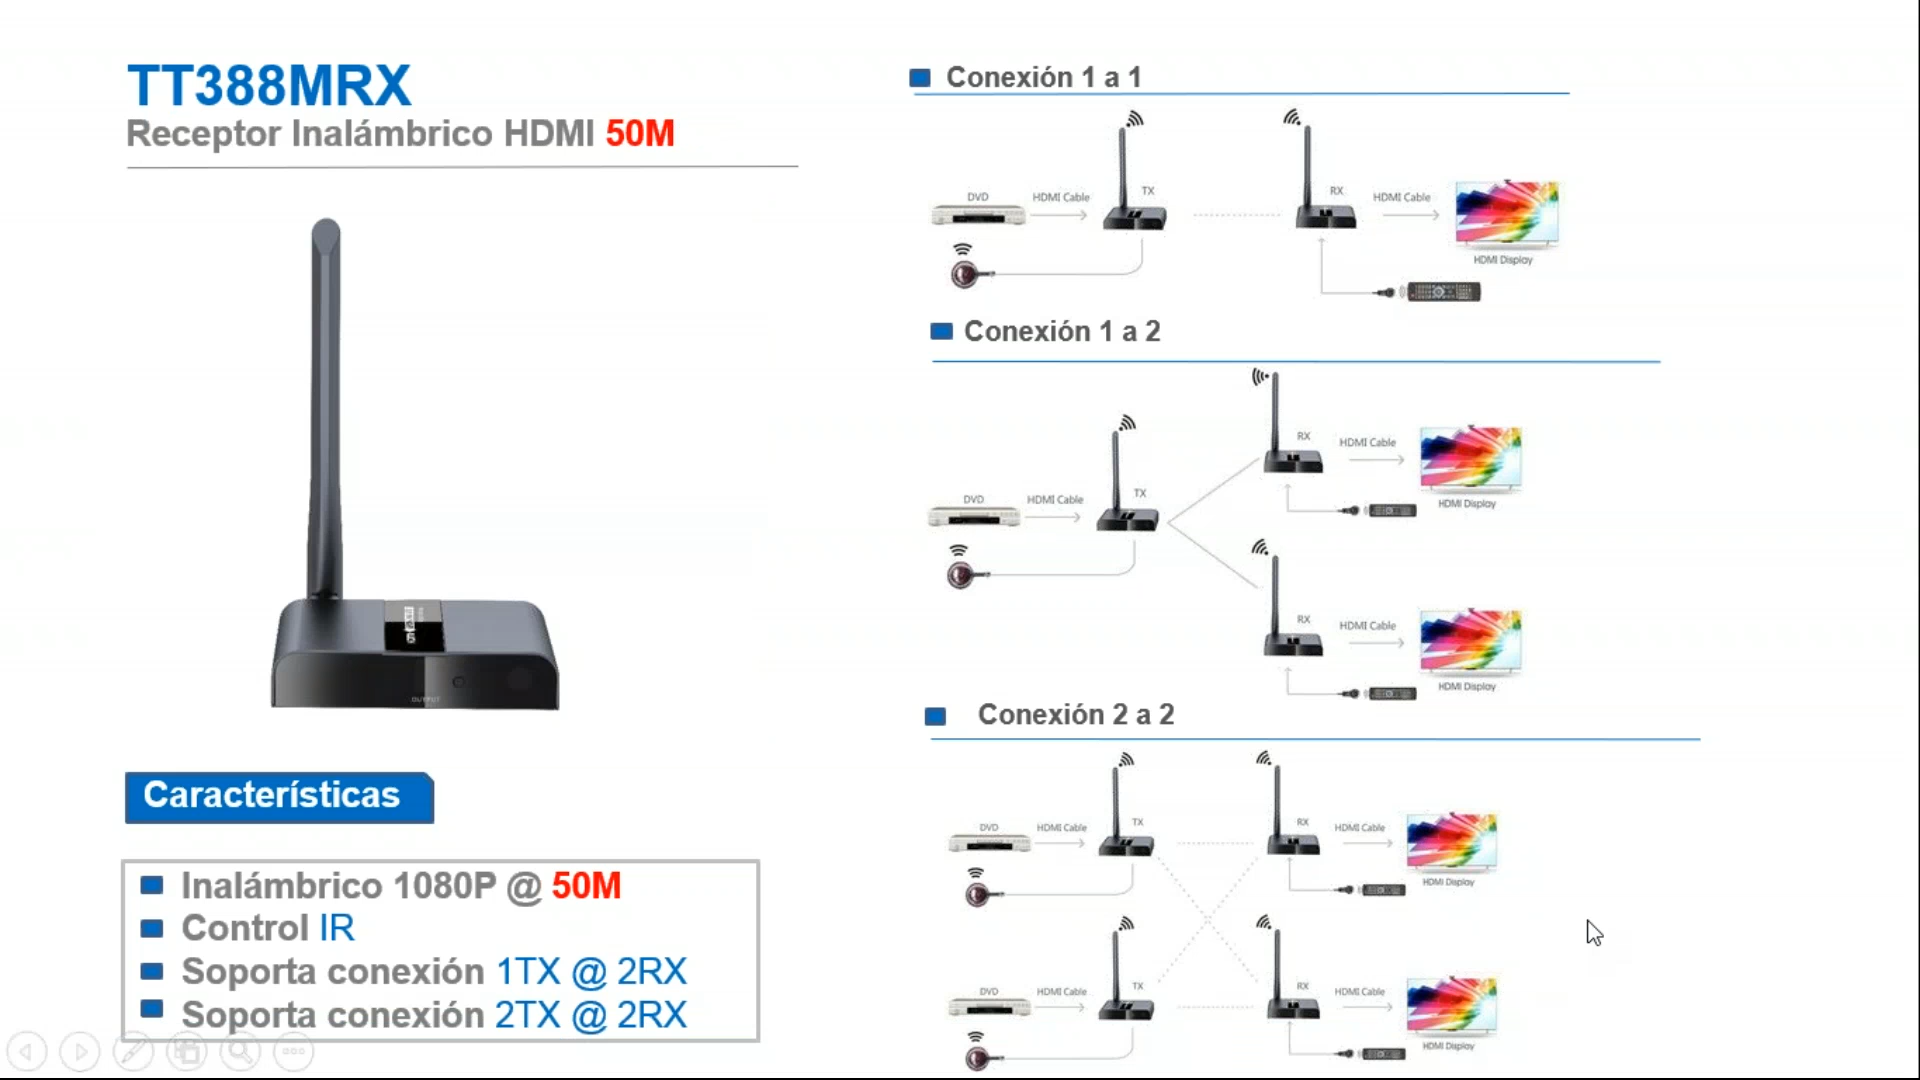 TT388MRX
Receptor Inalámbrico HDMI 50M
OUTPUT
Características
Inalámbrico 1080P @ 50M
Control IR
Soporta conexión 1TX @ 2RX
Soporta conexión 2TX @ 2RX
Conexión 1 a 1
DVD
HDMI Cable
TX
RX
HDMI Cable
HDMI Display
Conexión 1 a 2
DVD
HDMI Cable
TX
RX
HDMI Cable
HDMI Display
RX
HDMI Cable
HDMI Display
Conexión 2 a 2
DVD
HDMI Cable
TX
RX
HDMI Cable
HDMI Display
DVD
HDMI Cable
TX
RX
HDMI Cable
HDMI Display